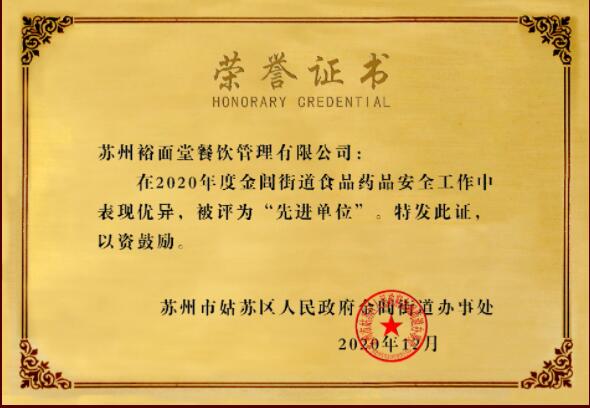 荣誉证书
HONORARY CREDENTIAL
苏州裕面堂餐饮管理有限公司：
在2020年度金阊街道食品药品安全工作中
表现优异，被评为“先进单位”。特发此证，
以资鼓励。
苏州市姑苏区人民政府金阊街道办事处
2020年12月